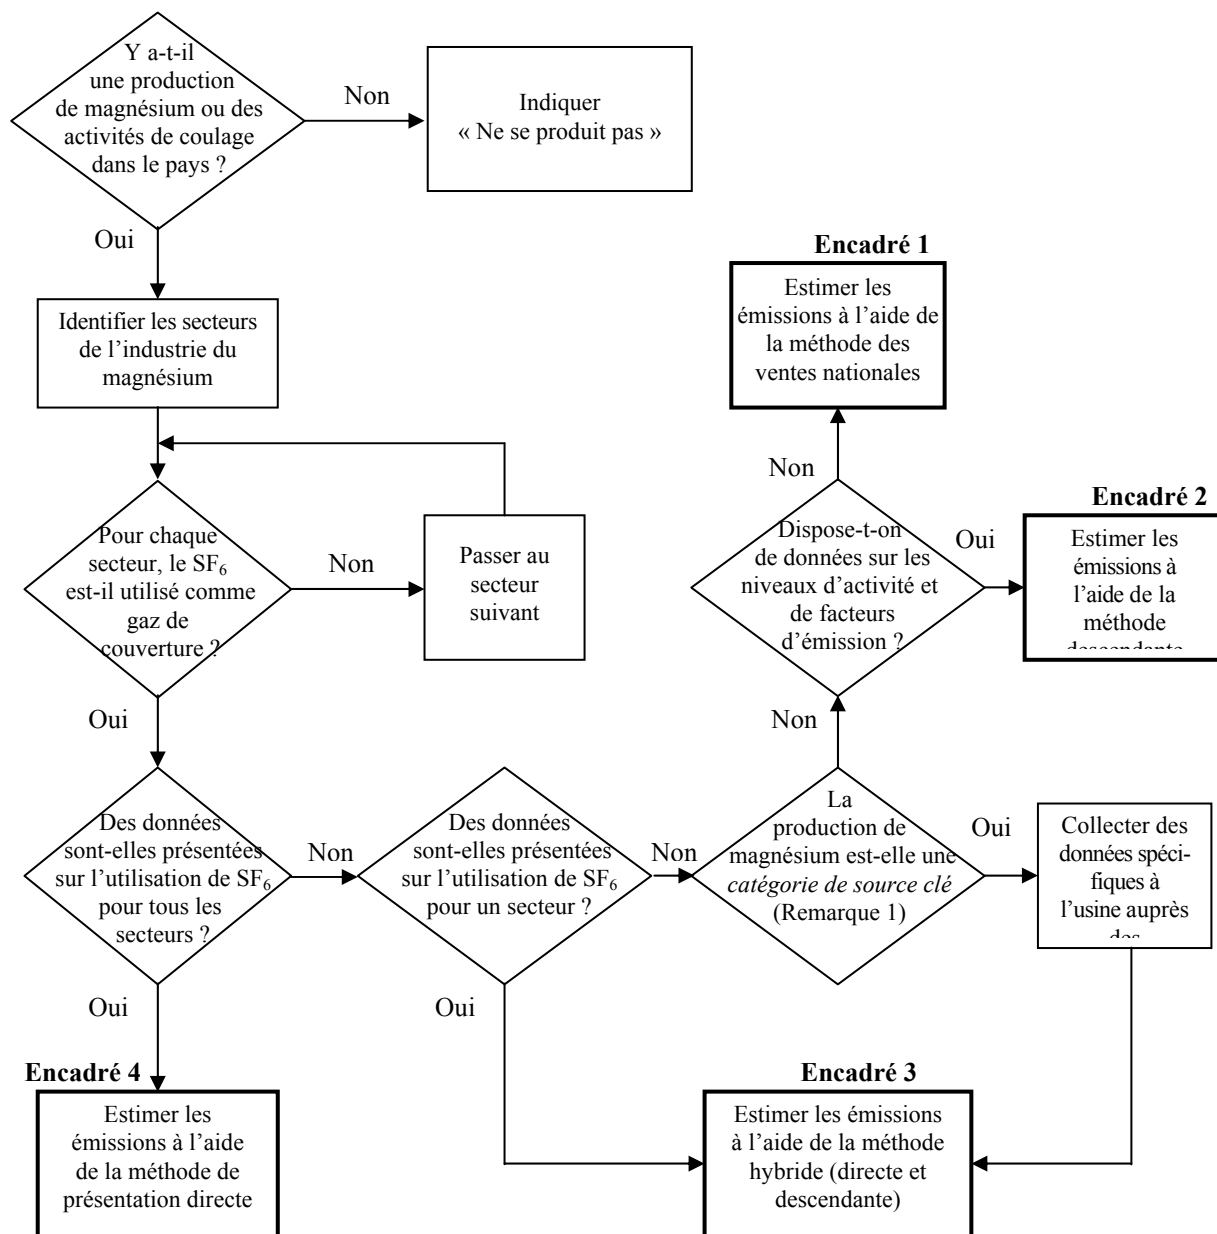 Y a-t-il
une production
de magnésium ou des
activités de coulage
dans le pays ?
Non
Indiquer
« Ne se produit pas »
Oui
Identifier les secteurs
de l’industrie du
magnésium
Encadré 1
Estimer les
émissions à l’aide de
la méthode des
ventes nationales
Non
Pour chaque
secteur, le SF₆
est-il utilisé comme
gaz de
couverture ?
Non
Passer au
secteur
suivant
Dispose-t-on
de données sur les
niveaux d’activité et
de facteurs
d’émission ?
Oui
Encadré 2
Estimer les
émissions à
l’aide de la
méthode
descendante
Oui
Non
Des données
sont-elles présentées
sur l’utilisation de SF₆
pour tous les
secteurs ?
Non
Des données
sont-elles présentées
sur l’utilisation de SF₆
pour un secteur ?
Non
La
production de
magnésium est-elle une
catégorie de source clé
(Remarque 1)
Oui
Collecter des
données spéci-
fiques à
l’usine auprès
des
Oui
Oui
Encadré 4
Estimer les
émissions à l’aide
de la méthode de
présentation directe
Encadré 3
Estimer les émissions
à l’aide de la méthode
hybride (directe et
descendante)